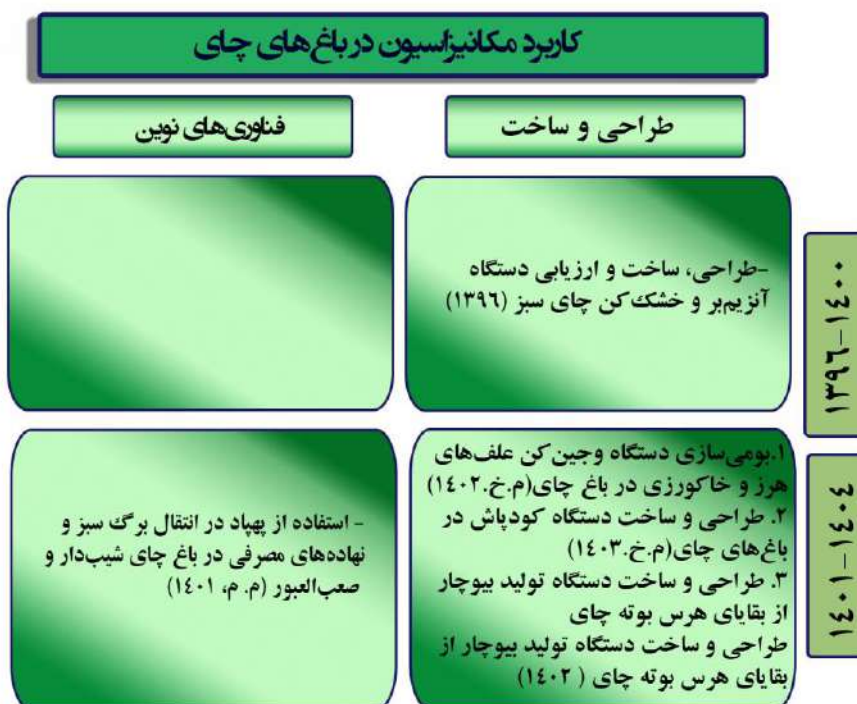 کاربرد مکانیزاسیون در باغ‌های چای
طراحی و ساخت
فناوری‌های نوین
۱۳۹۶-۱۴۰۰
-طراحی، ساخت و ارزیابی دستگاه
آنزیم‌بر و خشک‌کن چای سبز (۱۳۹۶)
۱۴۰۱-۱۴۰۴
۱.بومی‌سازی دستگاه وجین‌کن علف‌های
هرز و خاکورزی در باغ چای(م.خ.۱۴۰۲)
۲. طراحی و ساخت دستگاه کودپاش در
باغ‌های چای(م.خ.۱۴۰۳)
۳. طراحی و ساخت دستگاه تولید بیوچار
از بقایای هرس بوته چای
طراحی و ساخت دستگاه تولید بیوچار از
بقایای هرس بوته چای ( ۱۴۰۲)
- استفاده از پهپاد در انتقال برگ سبز و
نهاده‌های مصرفی در باغ چای شیب‌دار و
صعب‌العبور (م. م، ۱۴۰۱)